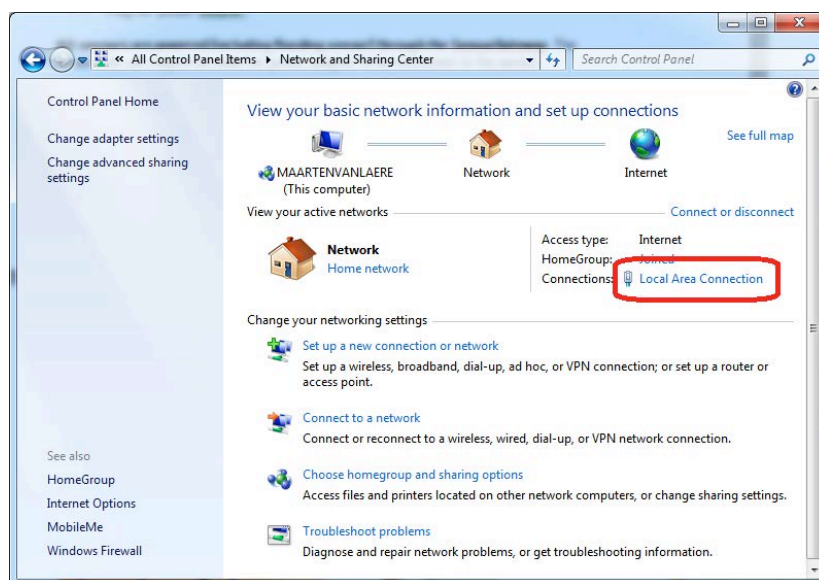 « All Control Panel Items ▸ Network and Sharing Center
Search Control Panel
Control Panel Home
Change adapter settings
Change advanced sharing
settings
See also
HomeGroup
Internet Options
MobileMe
Windows Firewall
View your basic network information and set up connections
See full map
MAARTENVANLAERE
(This computer)
Network
Internet
View your active networks
Connect or disconnect
Network
Home network
Access type: Internet
HomeGroup: Joined
Connections: Local Area Connection
Change your networking settings
Set up a new connection or network
Set up a wireless, broadband, dial-up, ad hoc, or VPN connection; or set up a router or
access point.
Connect to a network
Connect or reconnect to a wireless, wired, dial-up, or VPN network connection.
Choose homegroup and sharing options
Access files and printers located on other network computers, or change sharing settings.
Troubleshoot problems
Diagnose and repair network problems, or get troubleshooting information.